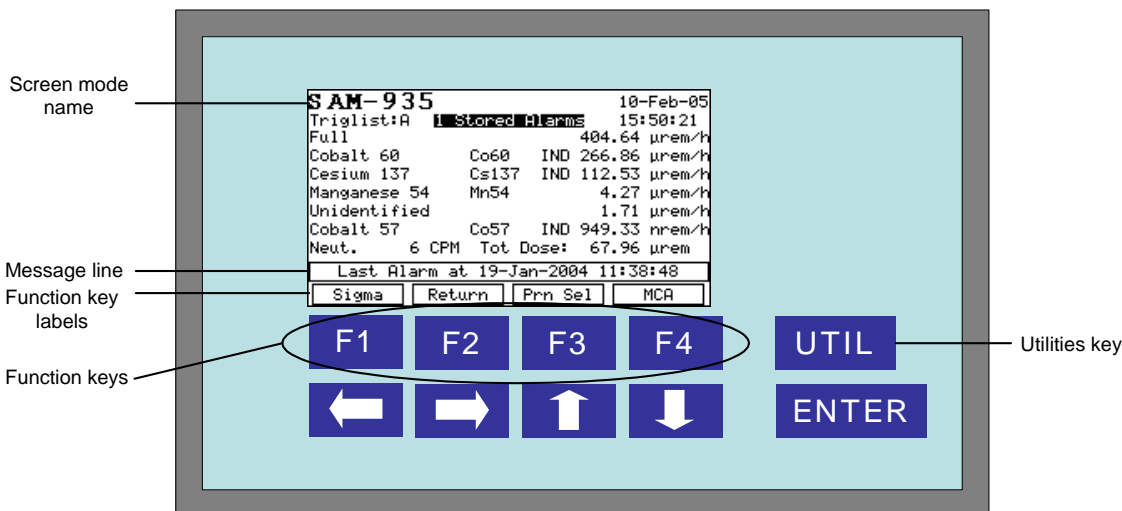 Screen mode
name
SAM-935 10-Feb-05
Triglist:A 1 Stored Alarms 15:50:21
Full 404.64 µrem/h
Cobalt 60 Co60 IND 266.86 µrem/h
Cesium 137 Cs137 IND 112.53 µrem/h
Manganese 54 Mn54 4.27 µrem/h
Unidentified 1.71 µrem/h
Cobalt 57 Co57 IND 949.33 nrem/h
Neut. 6 CPM Tot Dose: 67.96 µrem
Message line
Last Alarm at 19-Jan-2004 11:38:48
Function key
labels
Sigma Return Prn Sel MCA
Function keys
F1 F2 F3 F4 UTIL
Utilities key
ENTER